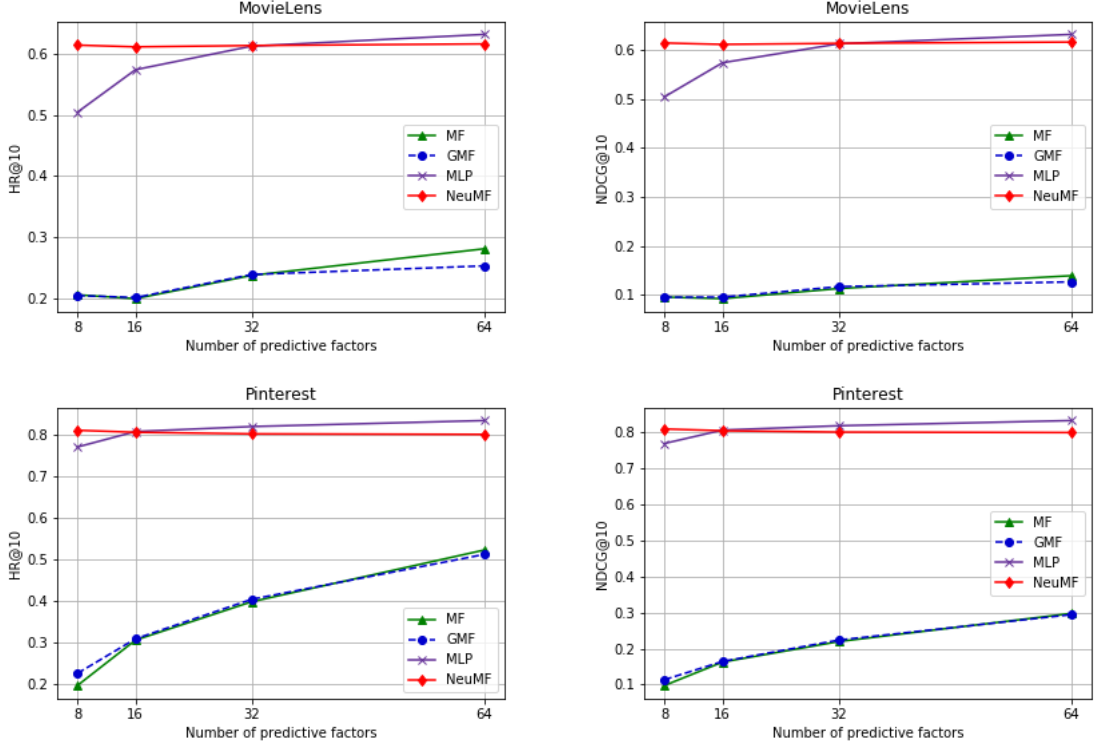 MovieLens
HR@10
0.6
0.5
0.4
0.3
0.2
MF
GMF
MLP
NeuMF
8 16 32 64
Number of predictive factors
MovieLens
NDCG@10
0.6
0.5
0.4
0.3
0.2
0.1
MF
GMF
MLP
NeuMF
8 16 32 64
Number of predictive factors
Pinterest
HR@10
0.8
0.7
0.6
0.5
0.4
0.3
0.2
MF
GMF
MLP
NeuMF
8 16 32 64
Number of predictive factors
Pinterest
NDCG@10
0.8
0.7
0.6
0.5
0.4
0.3
0.2
0.1
MF
GMF
MLP
NeuMF
8 16 32 64
Number of predictive factors